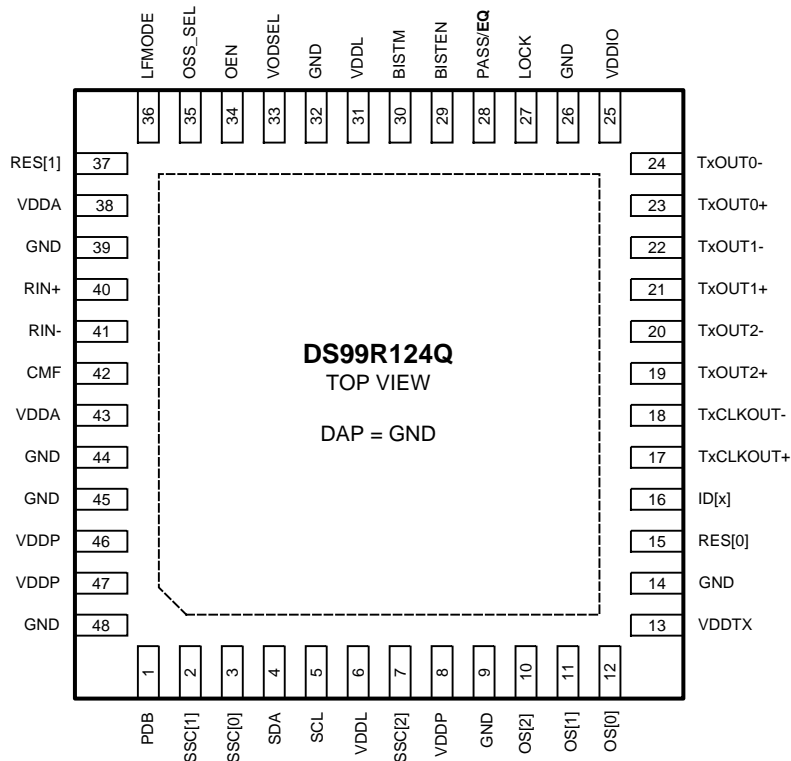 LFMODE
OSS_SEL
OEN
VODSEL
GND
VDDL
BISTM
BISTEN
PASS/EQ
LOCK
GND
VDDIO
36
35
34
33
32
31
30
29
28
27
26
25
RES[1] 37
VDDA 38
GND 39
RIN+ 40
RIN- 41
CMF 42
VDDA 43
GND 44
GND 45
VDDP 46
VDDP 47
GND 48
DS99R124Q
TOP VIEW
DAP = GND
24 TxOUT0-
23 TxOUT0+
22 TxOUT1-
21 TxOUT1+
20 TxOUT2-
19 TxOUT2+
18 TxCLKOUT-
17 TxCLKOUT+
16 ID[x]
15 RES[0]
14 GND
13 VDDTX
1
2
3
4
5
6
7
8
9
10
11
12
PDB
SSC[1]
SSC[0]
SDA
SCL
VDDL
SSC[2]
VDDP
GND
OS[2]
OS[1]
OS[0]